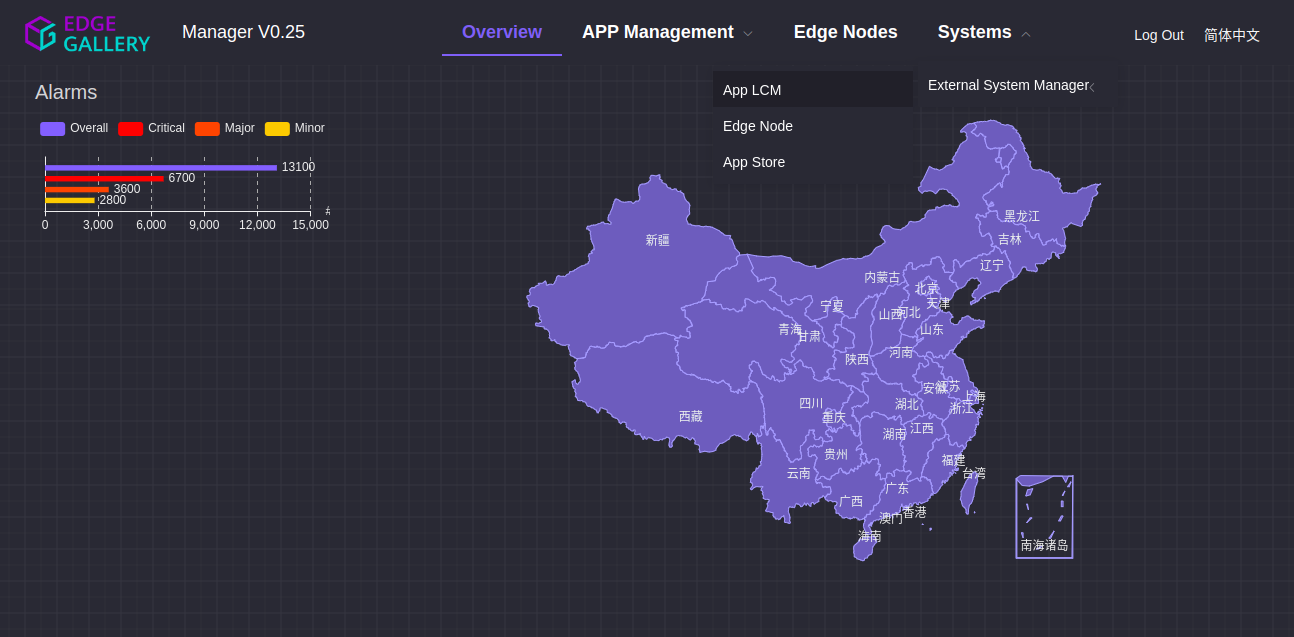 EDGE
GALLERY
Manager V0.25
Overview
APP Management
Edge Nodes
Systems
Log Out
简体中文
Alarms
Overall
Critical
Major
Minor
13100
6700
3600
2800
0
3,000
6,000
9,000
12,000
15,000
App LCM
Edge Node
App Store
External System Manager
黑龙江
吉林
辽宁
新疆
内蒙古
北京
天津
宁夏
山西
河北
青海
甘肃
山东
陕西
河南
安徽
江苏
上海
四川
湖北
浙江
西藏
重庆
湖南
江西
贵州
福建
云南
台湾
广东
广西
澳门
香港
海南
南海诸岛